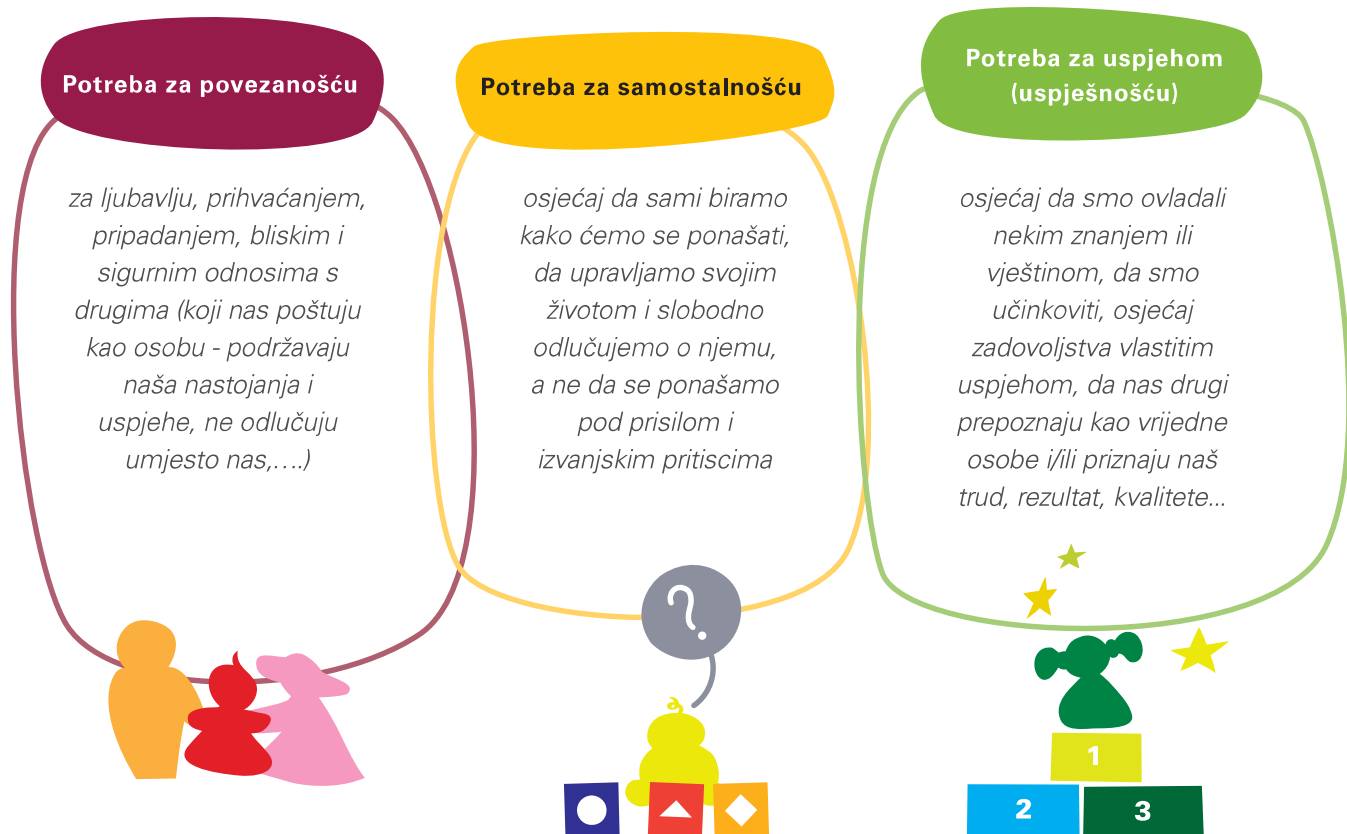 Potreba za povezanošću
za ljubavlju, prihvaćanjem,
pripadanjem, bliskim i
sigurnim odnosima s
drugima (koji nas poštuju
kao osobu - podržavaju
naša nastojanja i
uspjehe, ne odlučuju
umjesto nas,….)
Potreba za samostalnošću
osjećaj da sami biramo
kako ćemo se ponašati,
da upravljamo svojim
životom i slobodno
odlučujemo o njemu,
a ne da se ponašamo
pod prisilom i
izvanjskim pritiscima
?
Potreba za uspjehom
(uspješnošću)
osjećaj da smo ovladali
nekim znanjem ili
vještinom, da smo
učinkoviti, osjećaj
zadovoljstva vlastitim
uspjehom, da nas drugi
prepoznaju kao vrijedne
osobe i/ili priznaju naš
trud, rezultat, kvalitete...
1
2
3